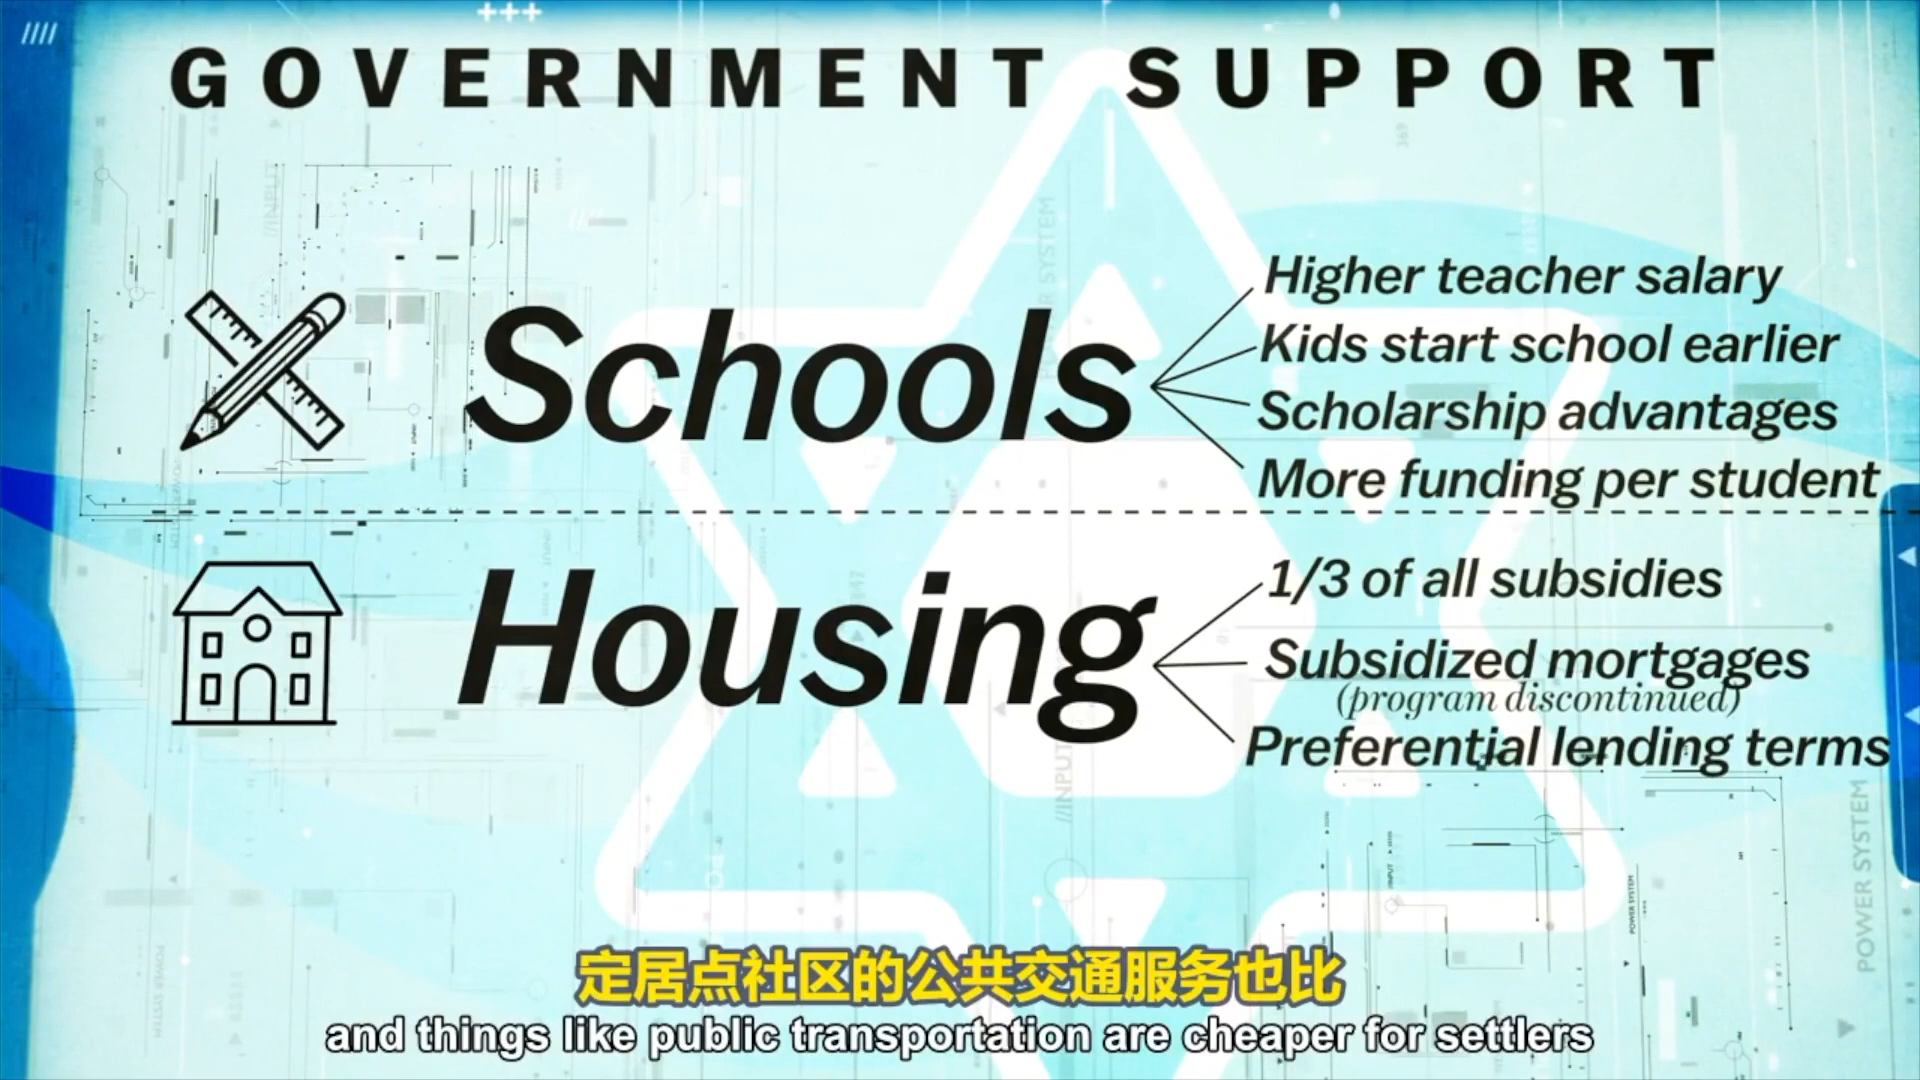 GOVERNMENT SUPPORT
Schools
Higher teacher salary
Kids start school earlier
Scholarship advantages
More funding per student
Housing
1/3 of all subsidies
Subsidized mortgages
(program discontinued)
Preferential lending terms
POWER SYSTEM
定居点社区的公共交通服务也比
and things like public transportation are cheaper for settlers